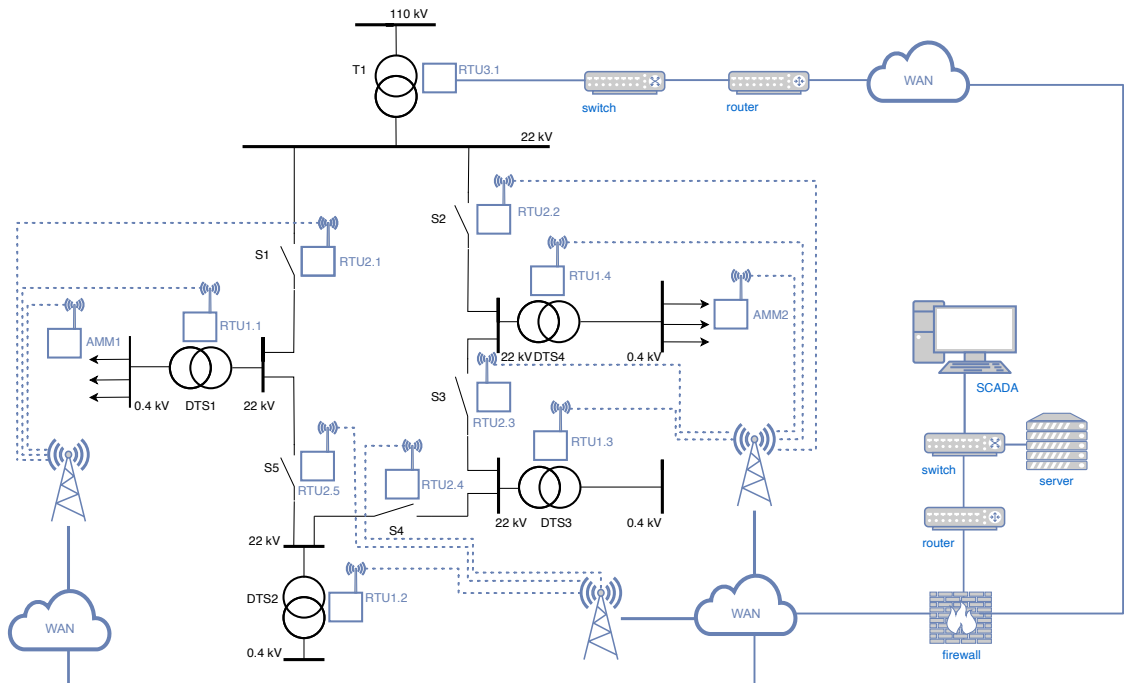 110 kV
T1
RTU3.1
WAN
switch
router
22 kV
S2
RTU2.2
S1
RTU2.1
RTU1.4
AMM1
RTU1.1
AMM2
22 kV
DTS4
0.4 kV
SCADA
0.4 kV
DTS1
22 kV
S3
RTU2.3
RTU1.3
S5
RTU2.5
RTU2.4
switch
server
22 kV
DTS3
0.4 kV
S4
22 kV
router
DTS2
RTU1.2
WAN
WAN
0.4 kV
firewall